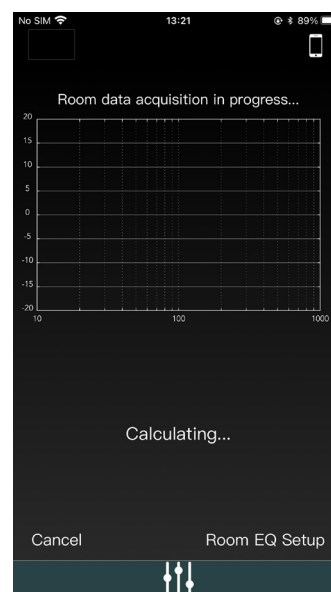 No SIM 13:21 89%
Room data acquisition in progress...
20
15
10
5
0
-5
-10
-15
-20
10 100 1000
Calculating...
Cancel Room EQ Setup